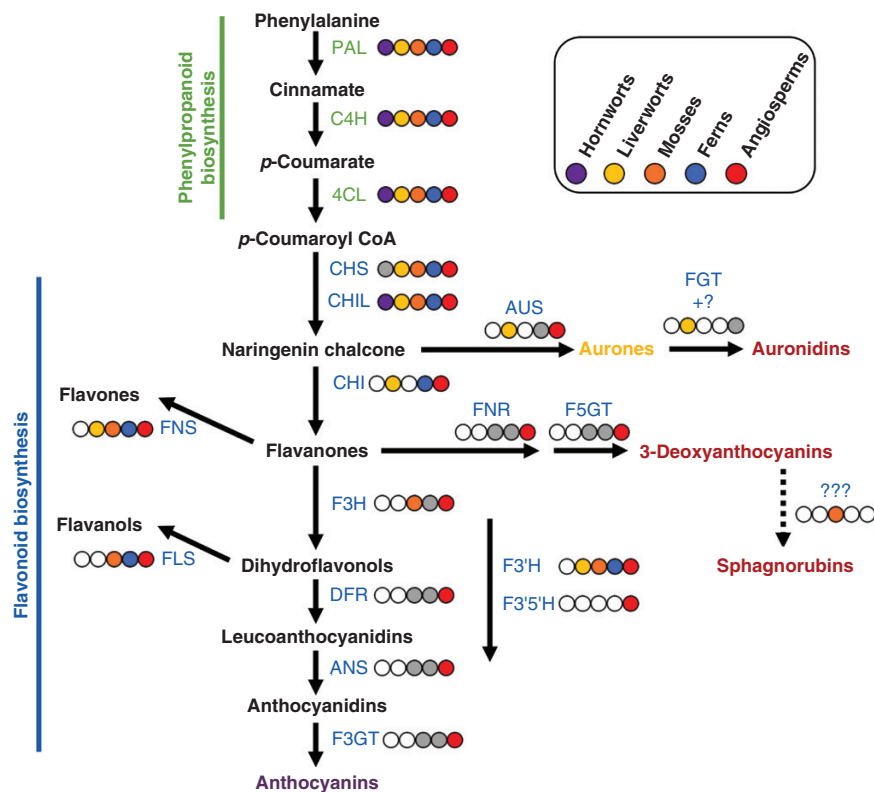 Phenylalanine
PAL
Cinnamate
C4H
p-Coumarate
4CL
p-Coumaroyl CoA
Phenylpropanoid
biosynthesis
Hornworts
Liverworts
Mosses
Ferns
Angiosperms
CHS
CHIL
Naringenin chalcone
AUS
Aurones
FGT
+?
Auronidins
CHI
Flavones
FNS
Flavanones
FNR
F5GT
3-Deoxyanthocyanins
???
Sphagnorubins
F3H
Flavanols
FLS
Dihydroflavonols
F3'H
F3'5'H
DFR
Leucoanthocyanidins
ANS
Anthocyanidins
F3GT
Anthocyanins
Flavonoid biosynthesis